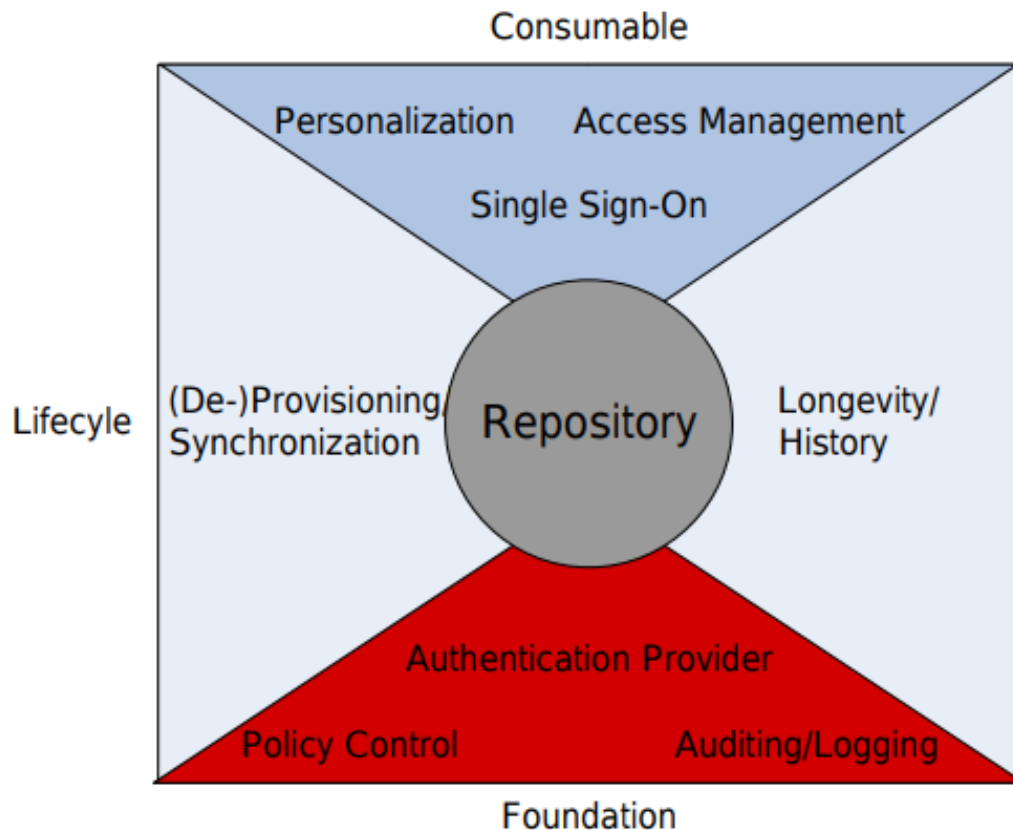 Consumable
Personalization
Access Management
Single Sign-On
Lifecyle
(De-)Provisioning/
Synchronization
Repository
Longevity/
History
Authentication Provider
Policy Control
Auditing/Logging
Foundation